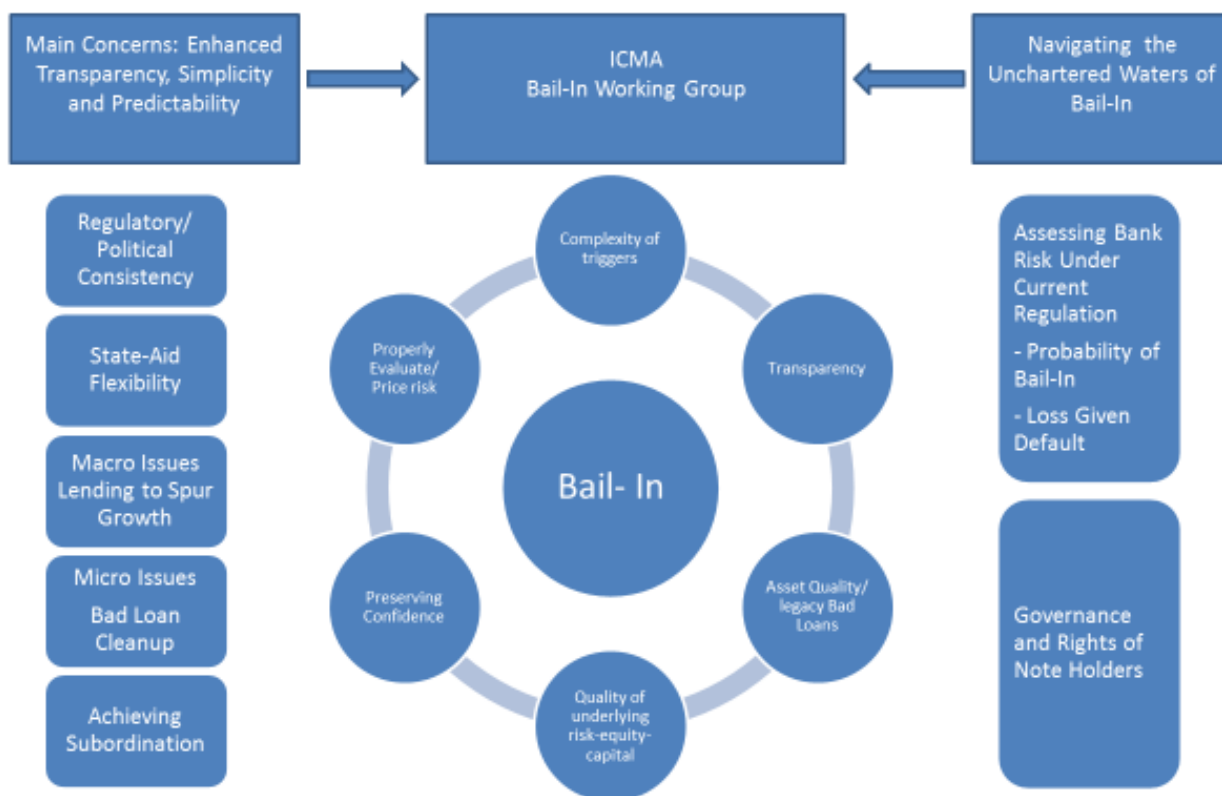 Main Concerns: Enhanced
Transparency, Simplicity
and Predictability
ICMA
Bail-In Working Group
Navigating the
Unchartered Waters of
Bail-In
Regulatory/
Political
Consistency
State-Aid
Flexibility
Macro Issues
Lending to Spur
Growth
Micro Issues
Bad Loan
Cleanup
Achieving
Subordination
Complexity of
triggers
Transparency
Asset Quality/
legacy Bad
Loans
Quality of
underlying
risk-equity-
capital
Preserving
Confidence
Properly
Evaluate/
Price risk
Bail- In
Assessing Bank
Risk Under
Current
Regulation
- Probability of
Bail-In
- Loss Given
Default
Governance
and Rights of
Note Holders